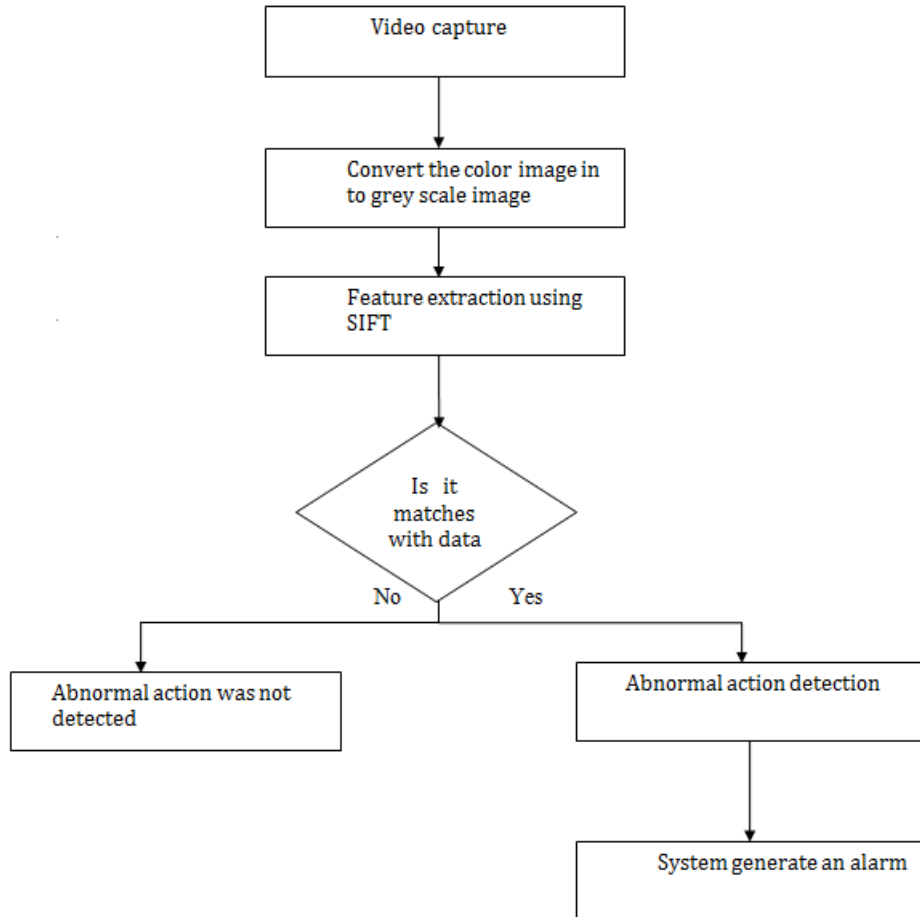 Video capture
Convert the color image in
to grey scale image
Feature extraction using
SIFT
Is it
matches
with data
No
Yes
Abnormal action was not
detected
Abnormal action detection
System generate an alarm